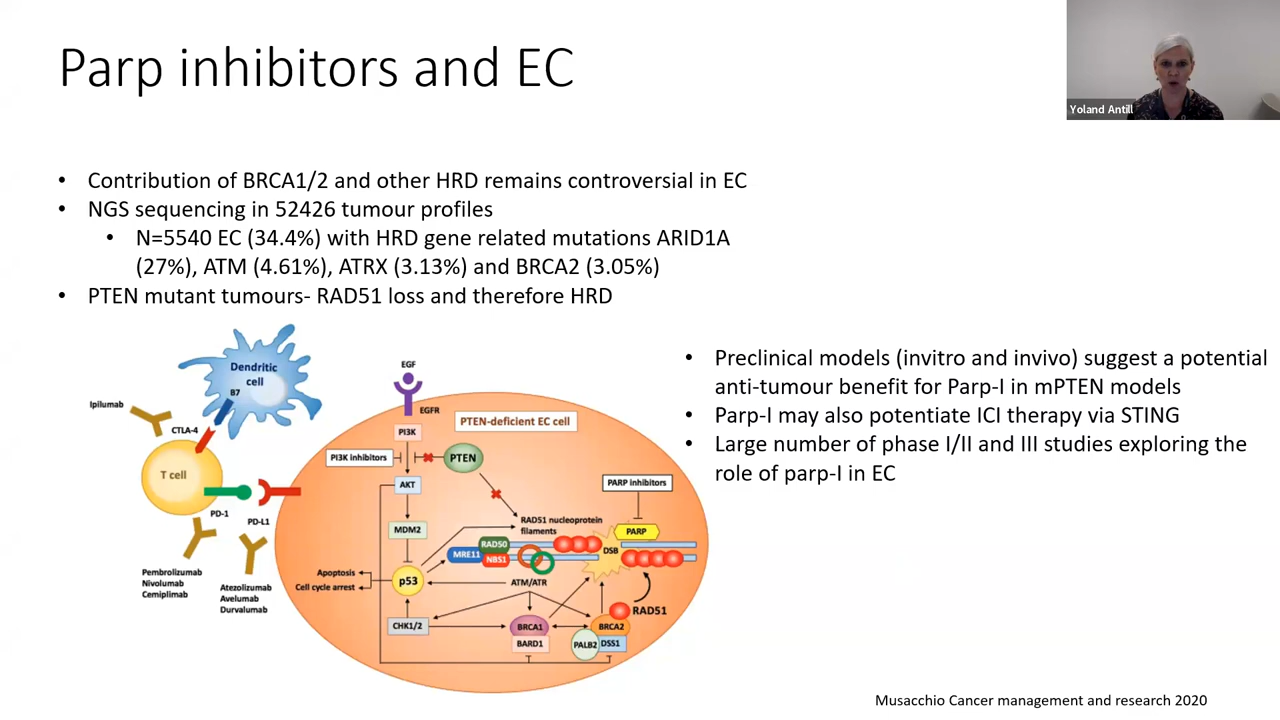 Parp inhibitors and EC
Yoland Antill
• Contribution of BRCA1/2 and other HRD remains controversial in EC
• NGS sequencing in 52426 tumour profiles
• N=5540 EC (34.4%) with HRD gene related mutations ARID1A
(27%), ATM (4.61%), ATRX (3.13%) and BRCA2 (3.05%)
• PTEN mutant tumours- RAD51 loss and therefore HRD
• Preclinical models (invitro and invivo) suggest a potential
anti-tumour benefit for Parp-I in mPTEN models
• Parp-I may also potentiate ICI therapy via STING
• Large number of phase I/II and III studies exploring the
role of parp-I in EC
Dendritic
cell
B7
Ipilumab
CTLA-4
T cell
PD-1
PD-L1
Pembrolizumab
Nivolumab
Cemiplimab
Atezolizumab
Avelumab
Durvalumab
EGF
EGFR
PTEN-deficient EC cell
PI3K
PI3K inhibitors
PTEN
AKT
PARP inhibitors
MDM2
RAD51 nucleoprotein
filaments
PARP
RAD50
MRE11
NBS1
DSB
Apoptosis
Cell cycle arrest
p53
ATM/ATR
RAD51
CHK1/2
BRCA1
BRCA2
BARD1
PALB2
DSS1
Musacchio Cancer management and research 2020